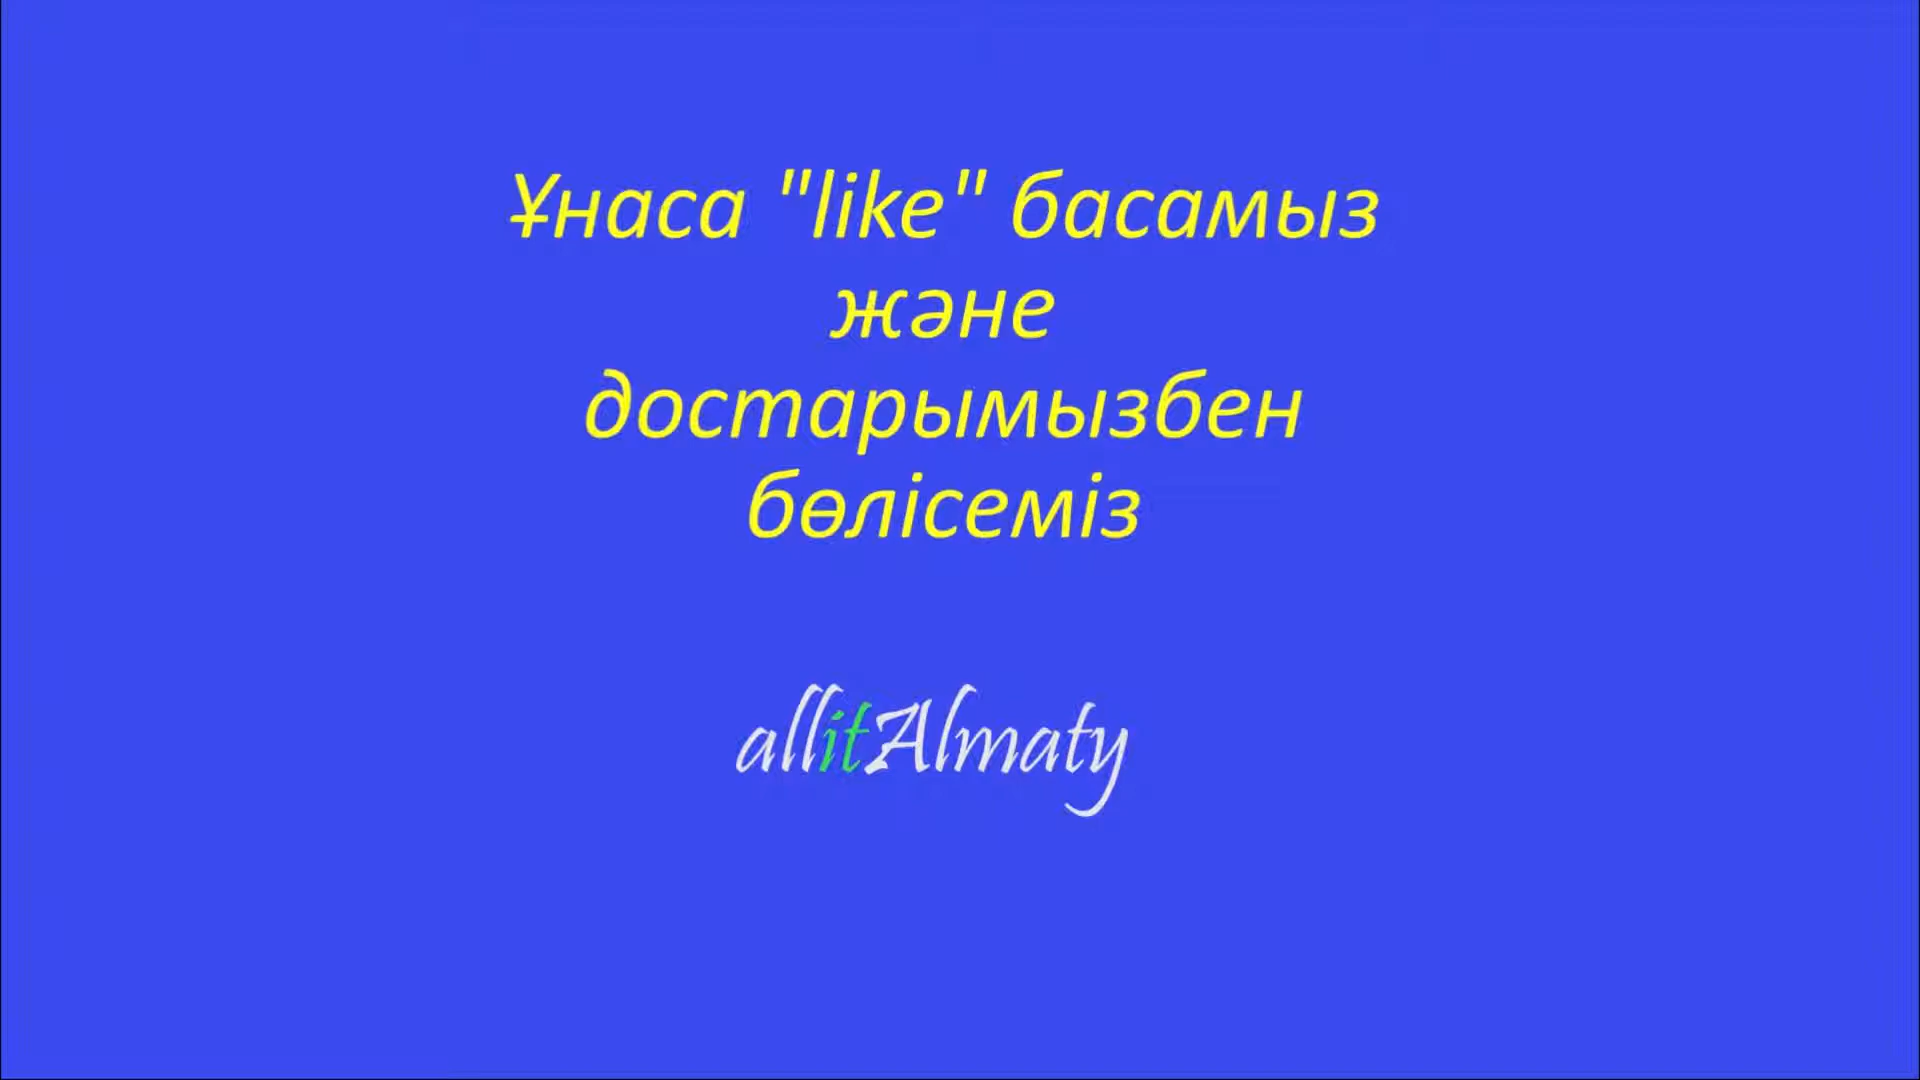 Ұнаса "like" басамыз
және
достарымызбен
бөлісеміз
allitAlmaty